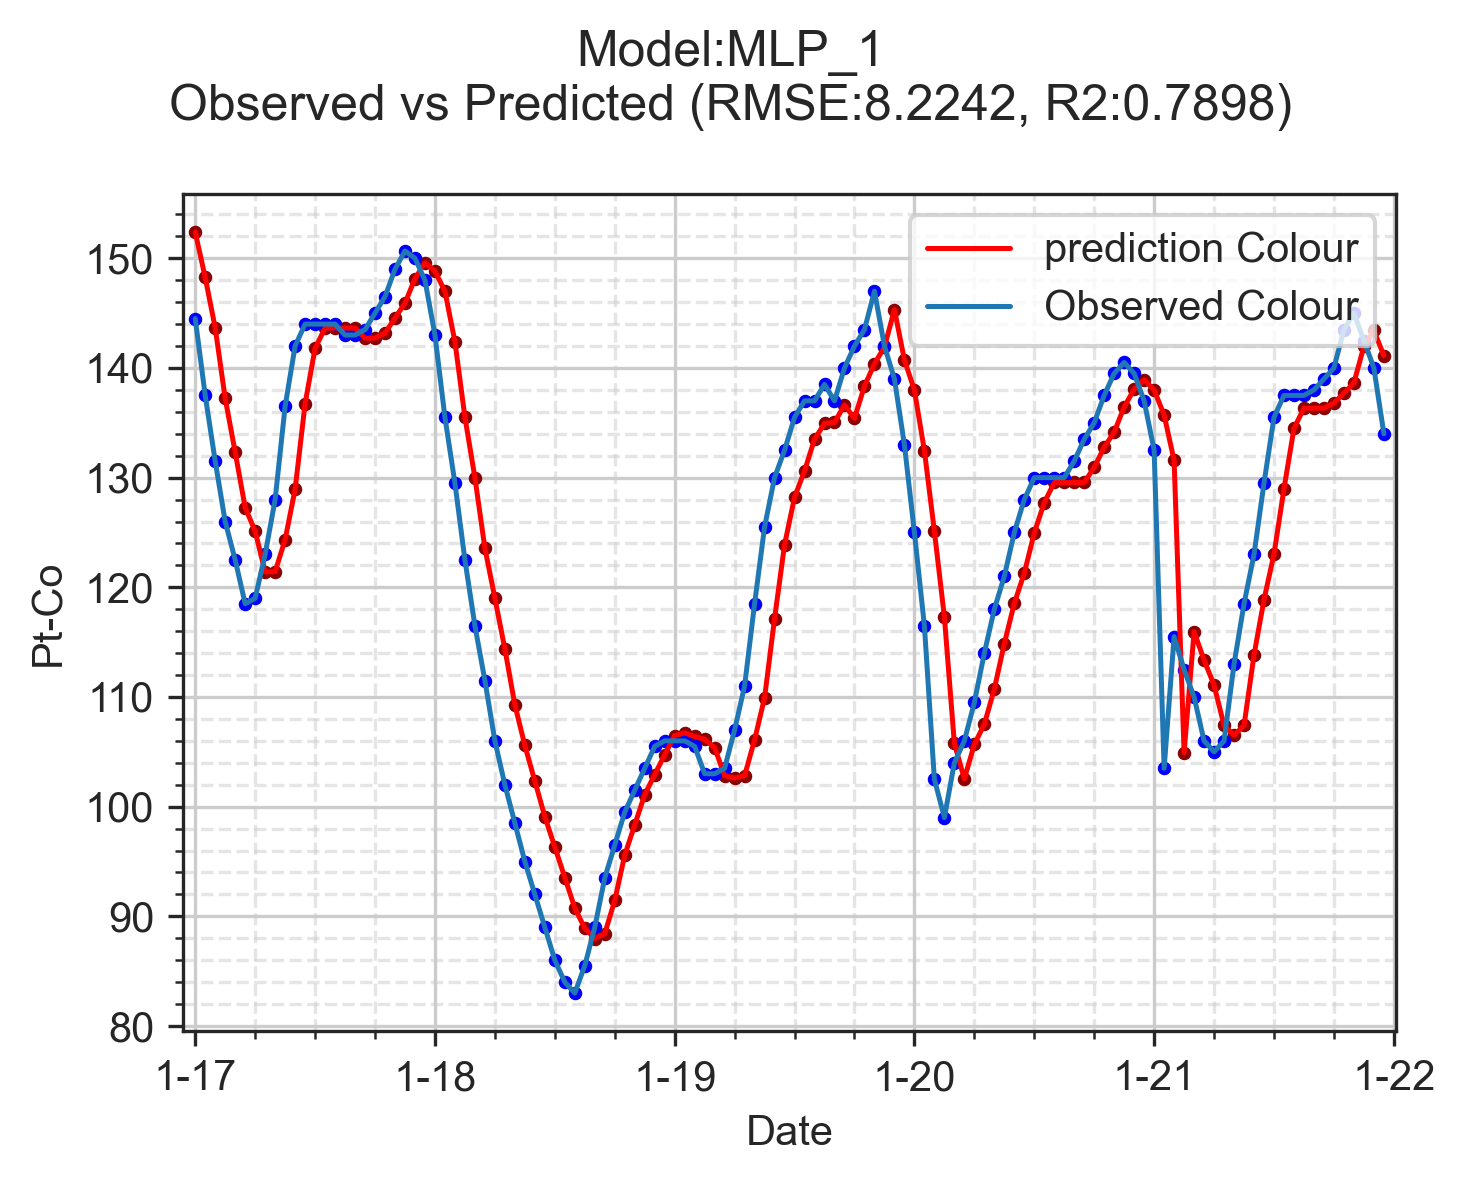 Model:MLP_1
Observed vs Predicted (RMSE:8.2242, R2:0.7898)
prediction Colour
Observed Colour
150
140
130
120
110
100
90
80
Pt-Co
1-17 1-18 1-19 1-20 1-21 1-22
Date